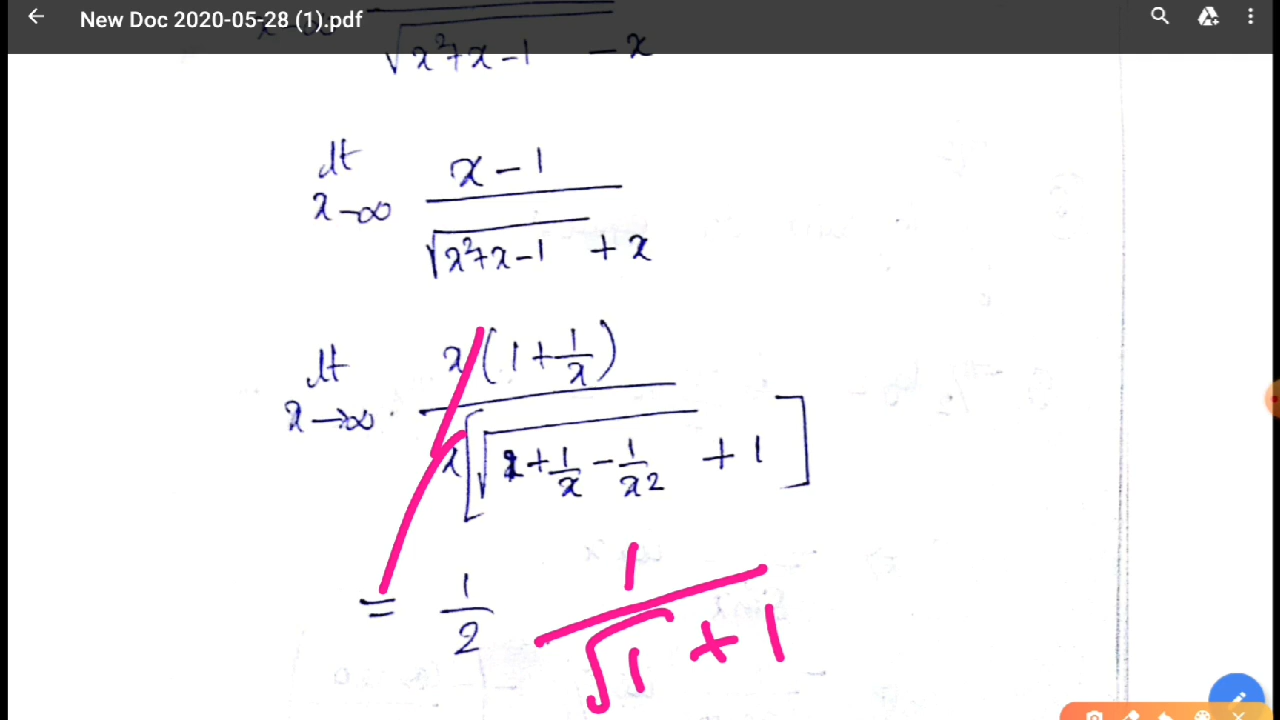 New Doc 2020-05-28 (1).pdf
x→∞
√x²+x-1 - x
lt x→∞ x-1
√x²+x-1 + x
lt x→∞ x(1+1/x)
x[√1+1/x-1/x² + 1]
= 1/2 1
√1 + 1